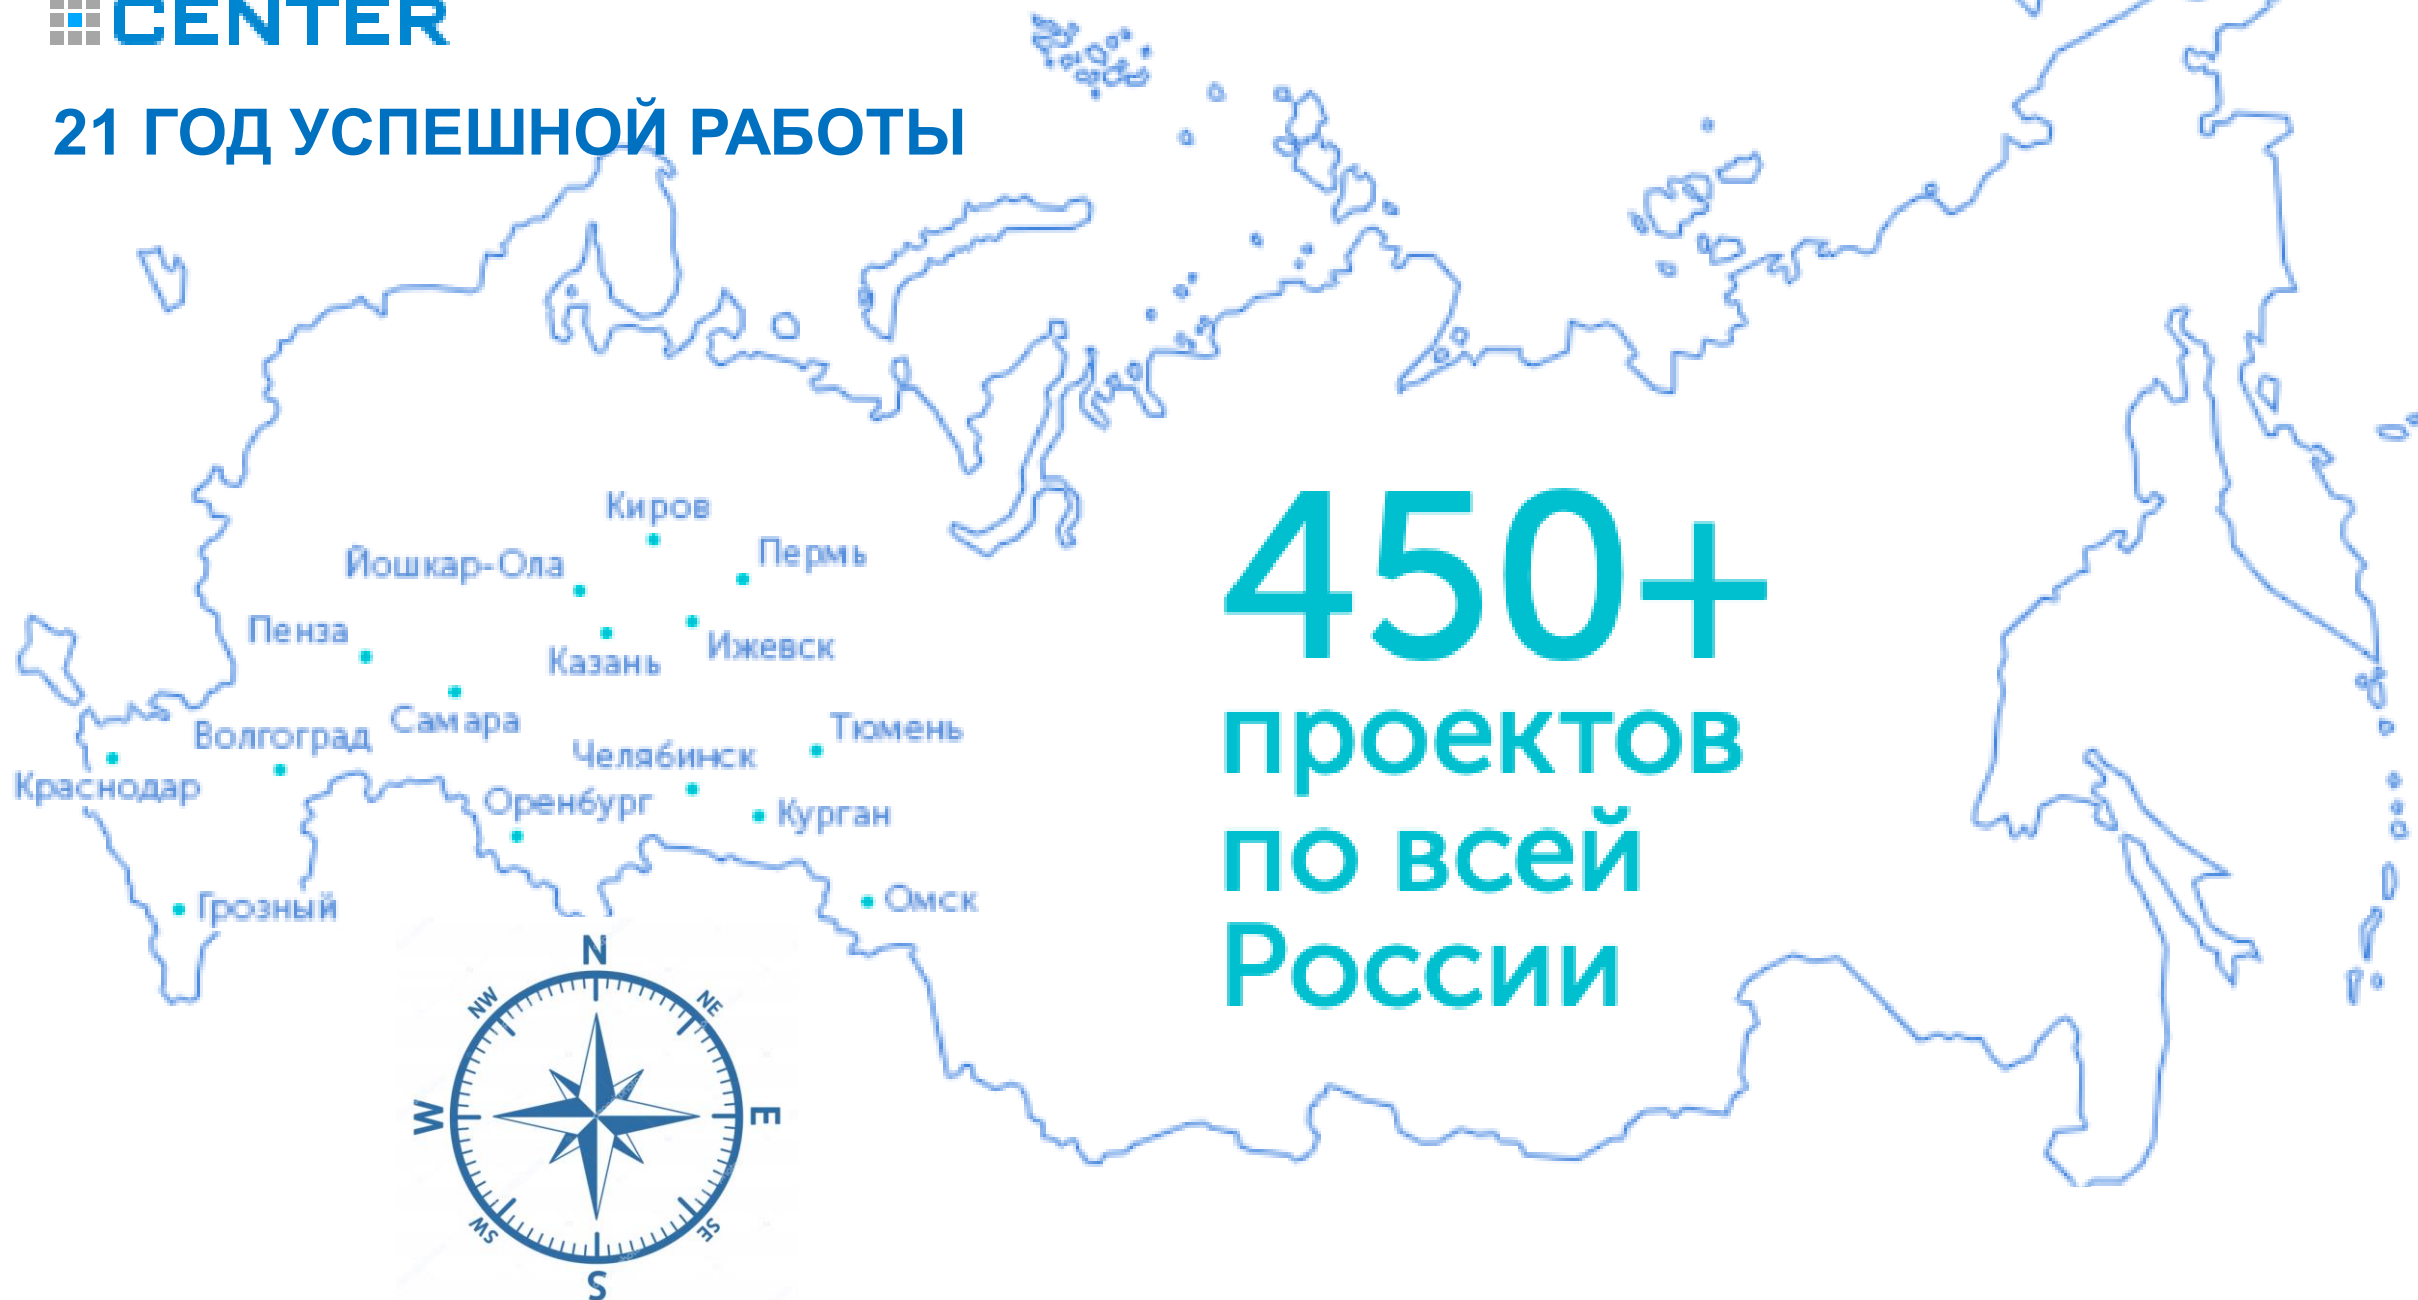 CENTER
21 ГОД УСПЕШНОЙ РАБОТЫ
Киров
Пермь
Йошкар-Ола
Пенза
Казань
Ижевск
Самара
Волгоград
Тюмень
Челябинск
Краснодар
Оренбург
Курган
Грозный
Омск
450+
проектов
по всей
России
N
NW
NE
W
E
SW
SE
S